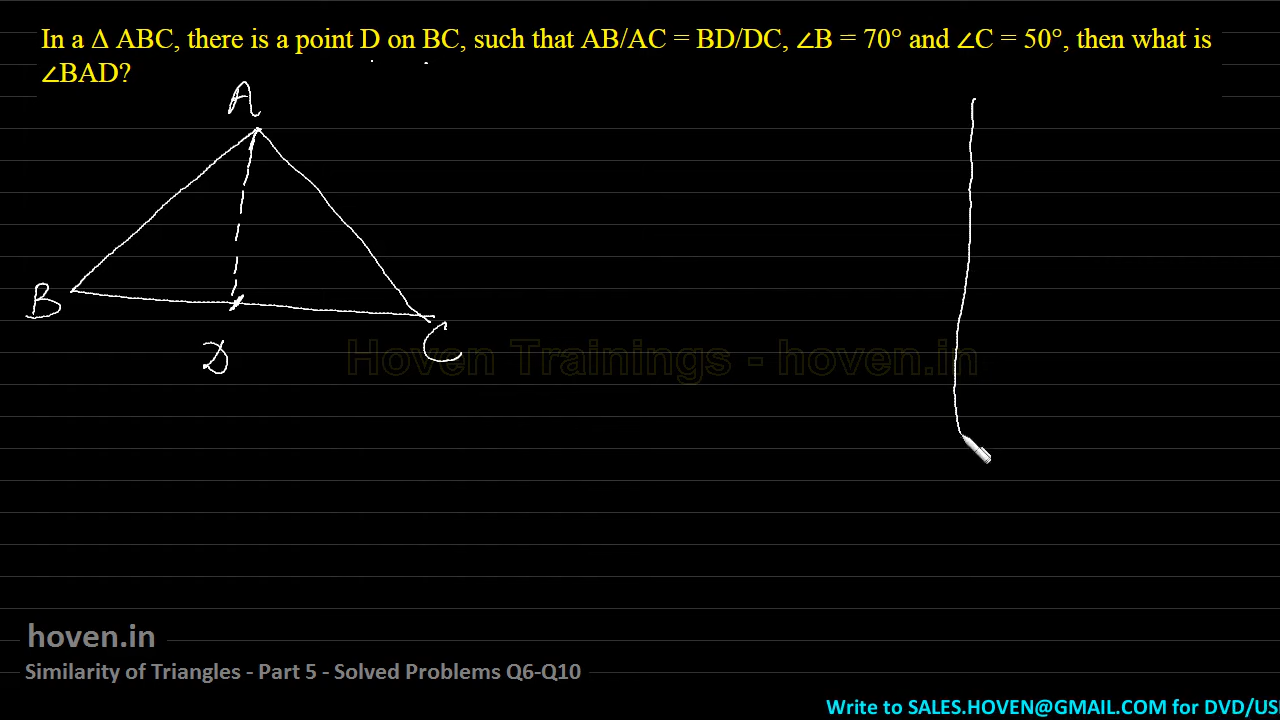 In a Δ ABC, there is a point D on BC, such that AB/AC = BD/DC, ∠B = 70° and ∠C = 50°, then what is
∠BAD?
A
B
D
C
Hoven Trainings - hoven.in
hoven.in
Similarity of Triangles - Part 5 - Solved Problems Q6-Q10
Write to SALES.HOVEN@GMAIL.COM for DVD/US